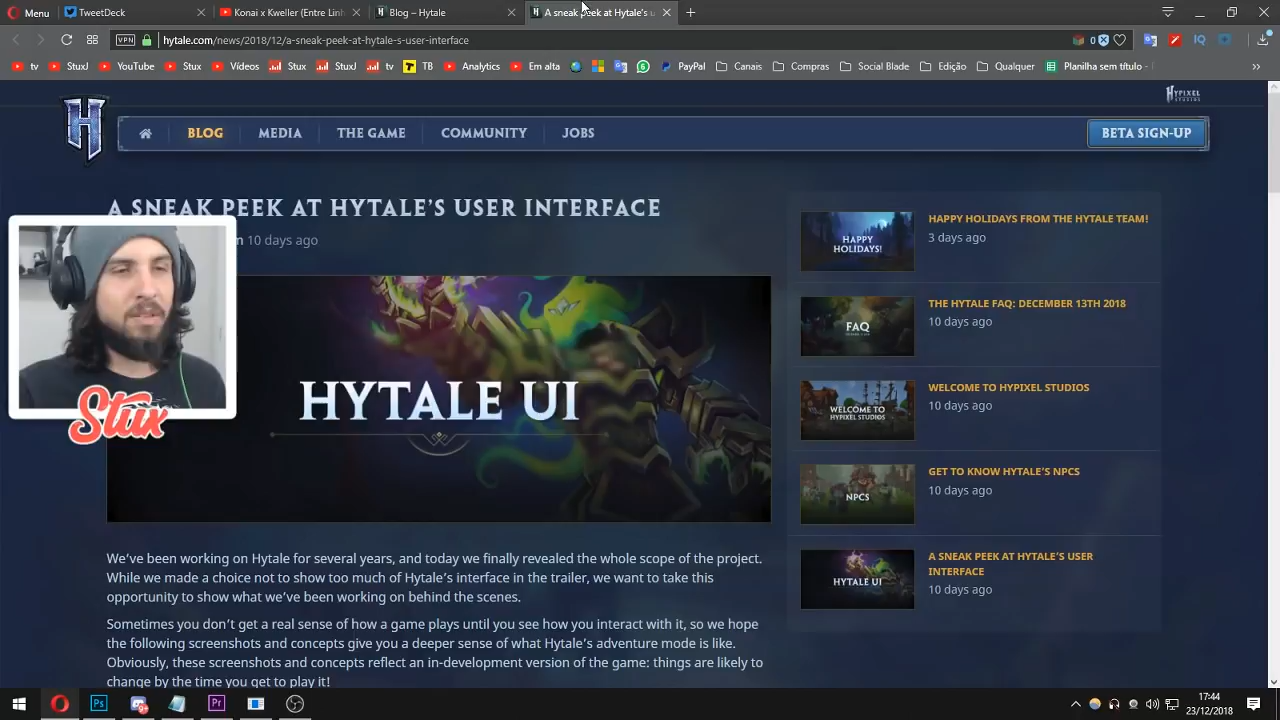 Menu
TweetDeck
Konai x Kweller (Entre Linh
Blog – Hytale
A sneak peek at Hytale's u
VPN
hytale.com/news/2018/12/a-sneak-peek-at-hytale-s-user-interface
0
tv
StuxJ
YouTube
Stux
Vídeos
Stux
StuxJ
tv
TB
Analytics
Em alta
PayPal
Canais
Compras
Social Blade
Edição
Qualquer
Planilha sem título -
HYPIXEL
STUDIOS
H
BLOG
MEDIA
THE GAME
COMMUNITY
JOBS
BETA SIGN-UP
A SNEAK PEEK AT HYTALE'S USER INTERFACE
10 days ago
HYTALE UI
Stux
We've been working on Hytale for several years, and today we finally revealed the whole scope of the project.
While we made a choice not to show too much of Hytale's interface in the trailer, we want to take this
opportunity to show what we've been working on behind the scenes.
Sometimes you don't get a real sense of how a game plays until you see how you interact with it, so we hope
the following screenshots and concepts give you a deeper sense of what Hytale's adventure mode is like.
Obviously, these screenshots and concepts reflect an in-development version of the game: things are likely to
change by the time you get to play it!
HAPPY
HOLIDAYS!
HAPPY HOLIDAYS FROM THE HYTALE TEAM!
3 days ago
FAQ
THE HYTALE FAQ: DECEMBER 13TH 2018
10 days ago
WELCOME TO
HYPIXEL STUDIOS
WELCOME TO HYPIXEL STUDIOS
10 days ago
NPCS
GET TO KNOW HYTALE'S NPCS
10 days ago
HYTALE UI
A SNEAK PEEK AT HYTALE'S USER
INTERFACE
10 days ago
Ps
Pr
17:44
23/12/2018